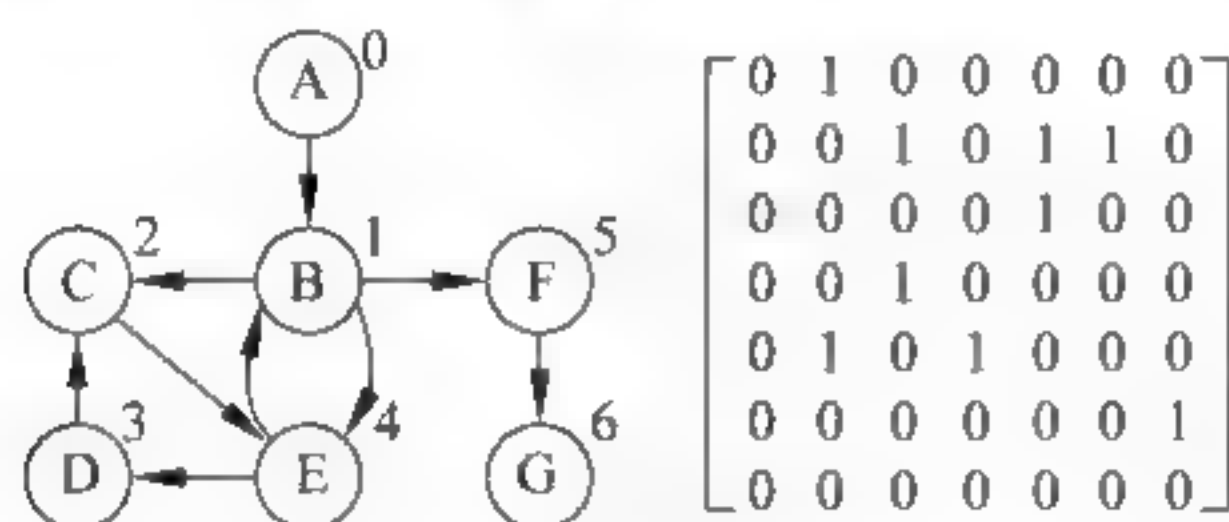 A 0
C 2 B 1 F 5
D 3 E 4 G 6
0 1 0 0 0 0 0
0 0 1 0 1 1 0
0 0 0 0 1 0 0
0 0 1 0 0 0 0
0 1 0 1 0 0 0
0 0 0 0 0 0 1
0 0 0 0 0 0 0